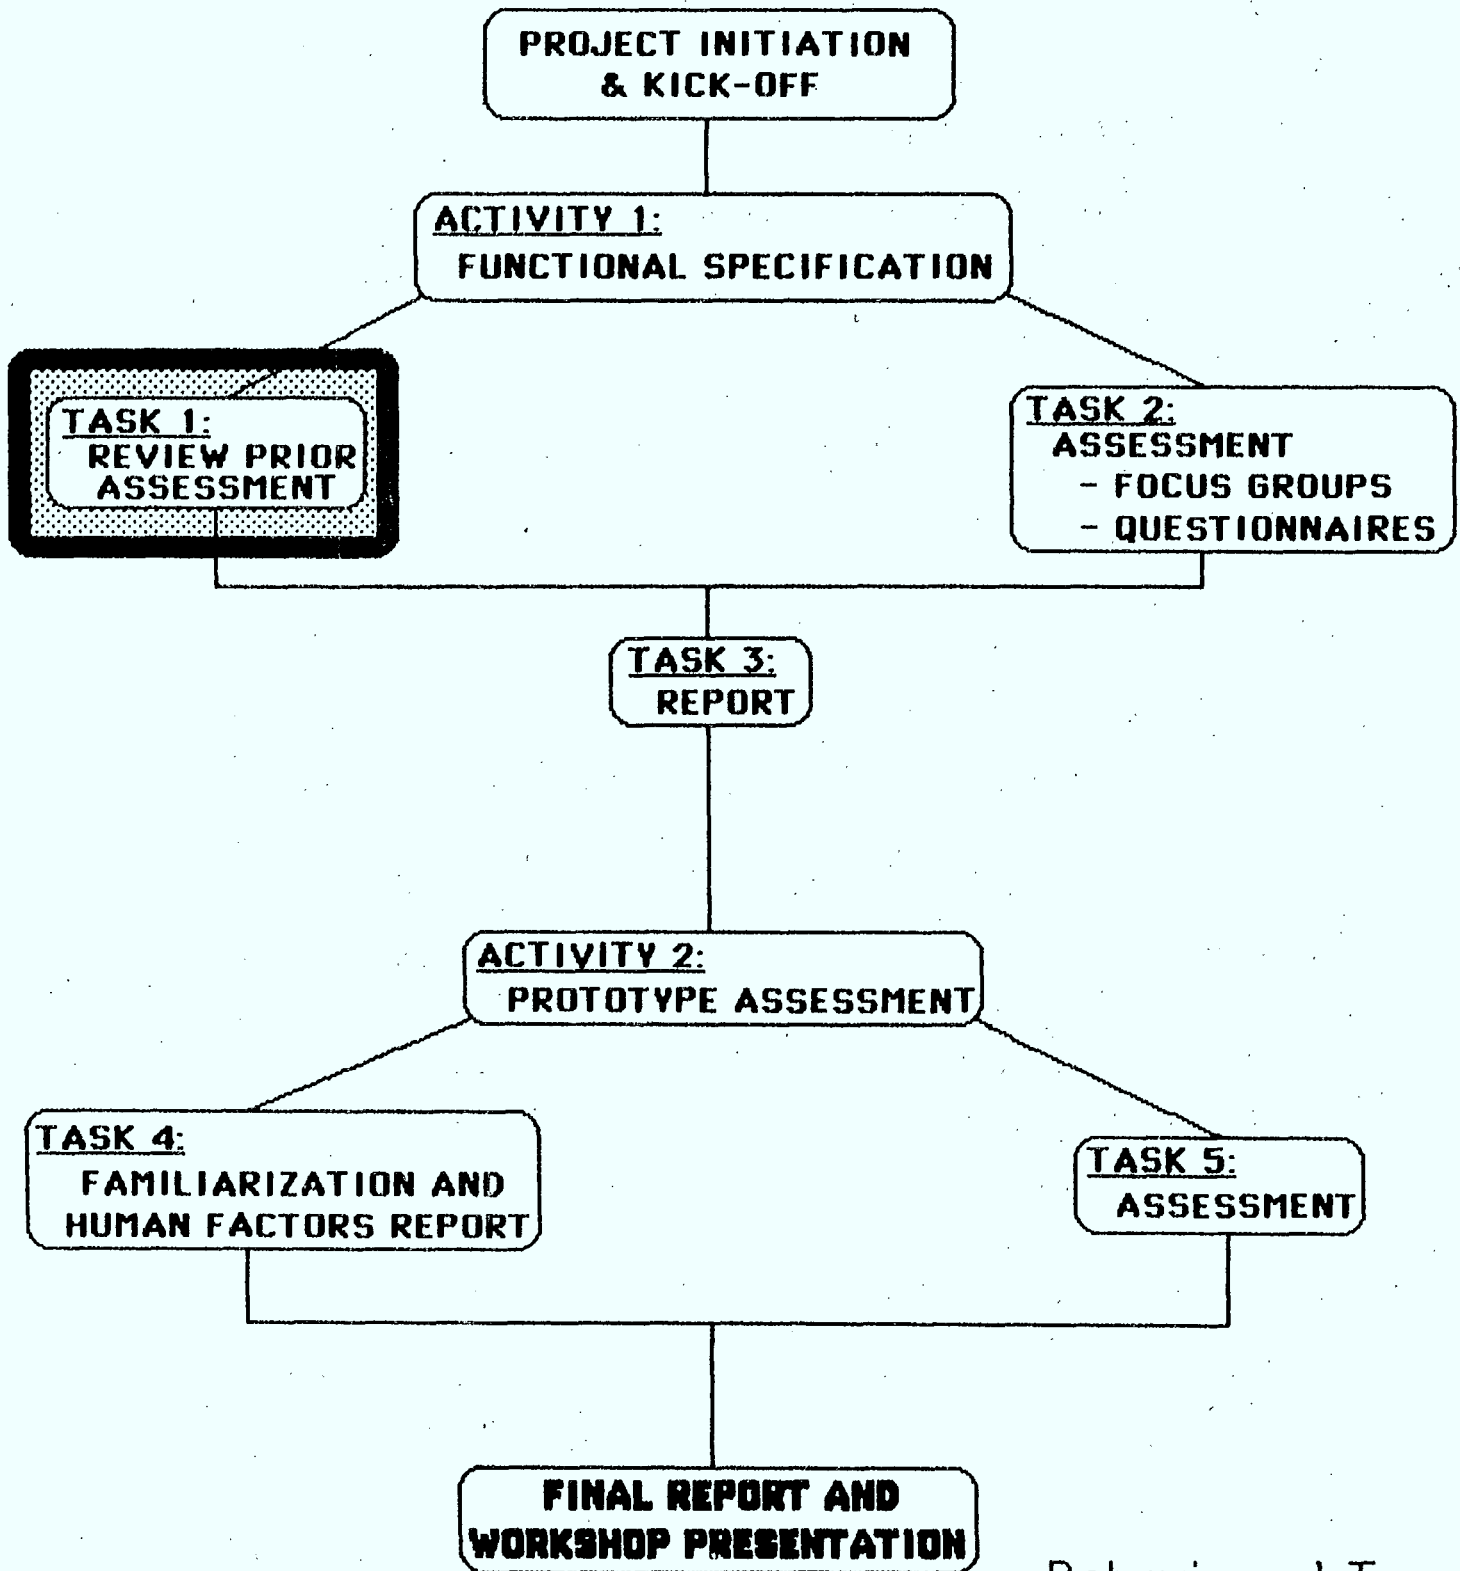 PROJECT INITIATION
& KICK-OFF
ACTIVITY 1:
FUNCTIONAL SPECIFICATION
TASK 1:
REVIEW PRIOR
ASSESSMENT
TASK 2:
ASSESSMENT
- FOCUS GROUPS
- QUESTIONNAIRES
TASK 3:
REPORT
ACTIVITY 2:
PROTOTYPE ASSESSMENT
TASK 4:
FAMILIARIZATION AND
HUMAN FACTORS REPORT
TASK 5:
ASSESSMENT
FINAL REPORT AND
WORKSHOP PRESENTATION